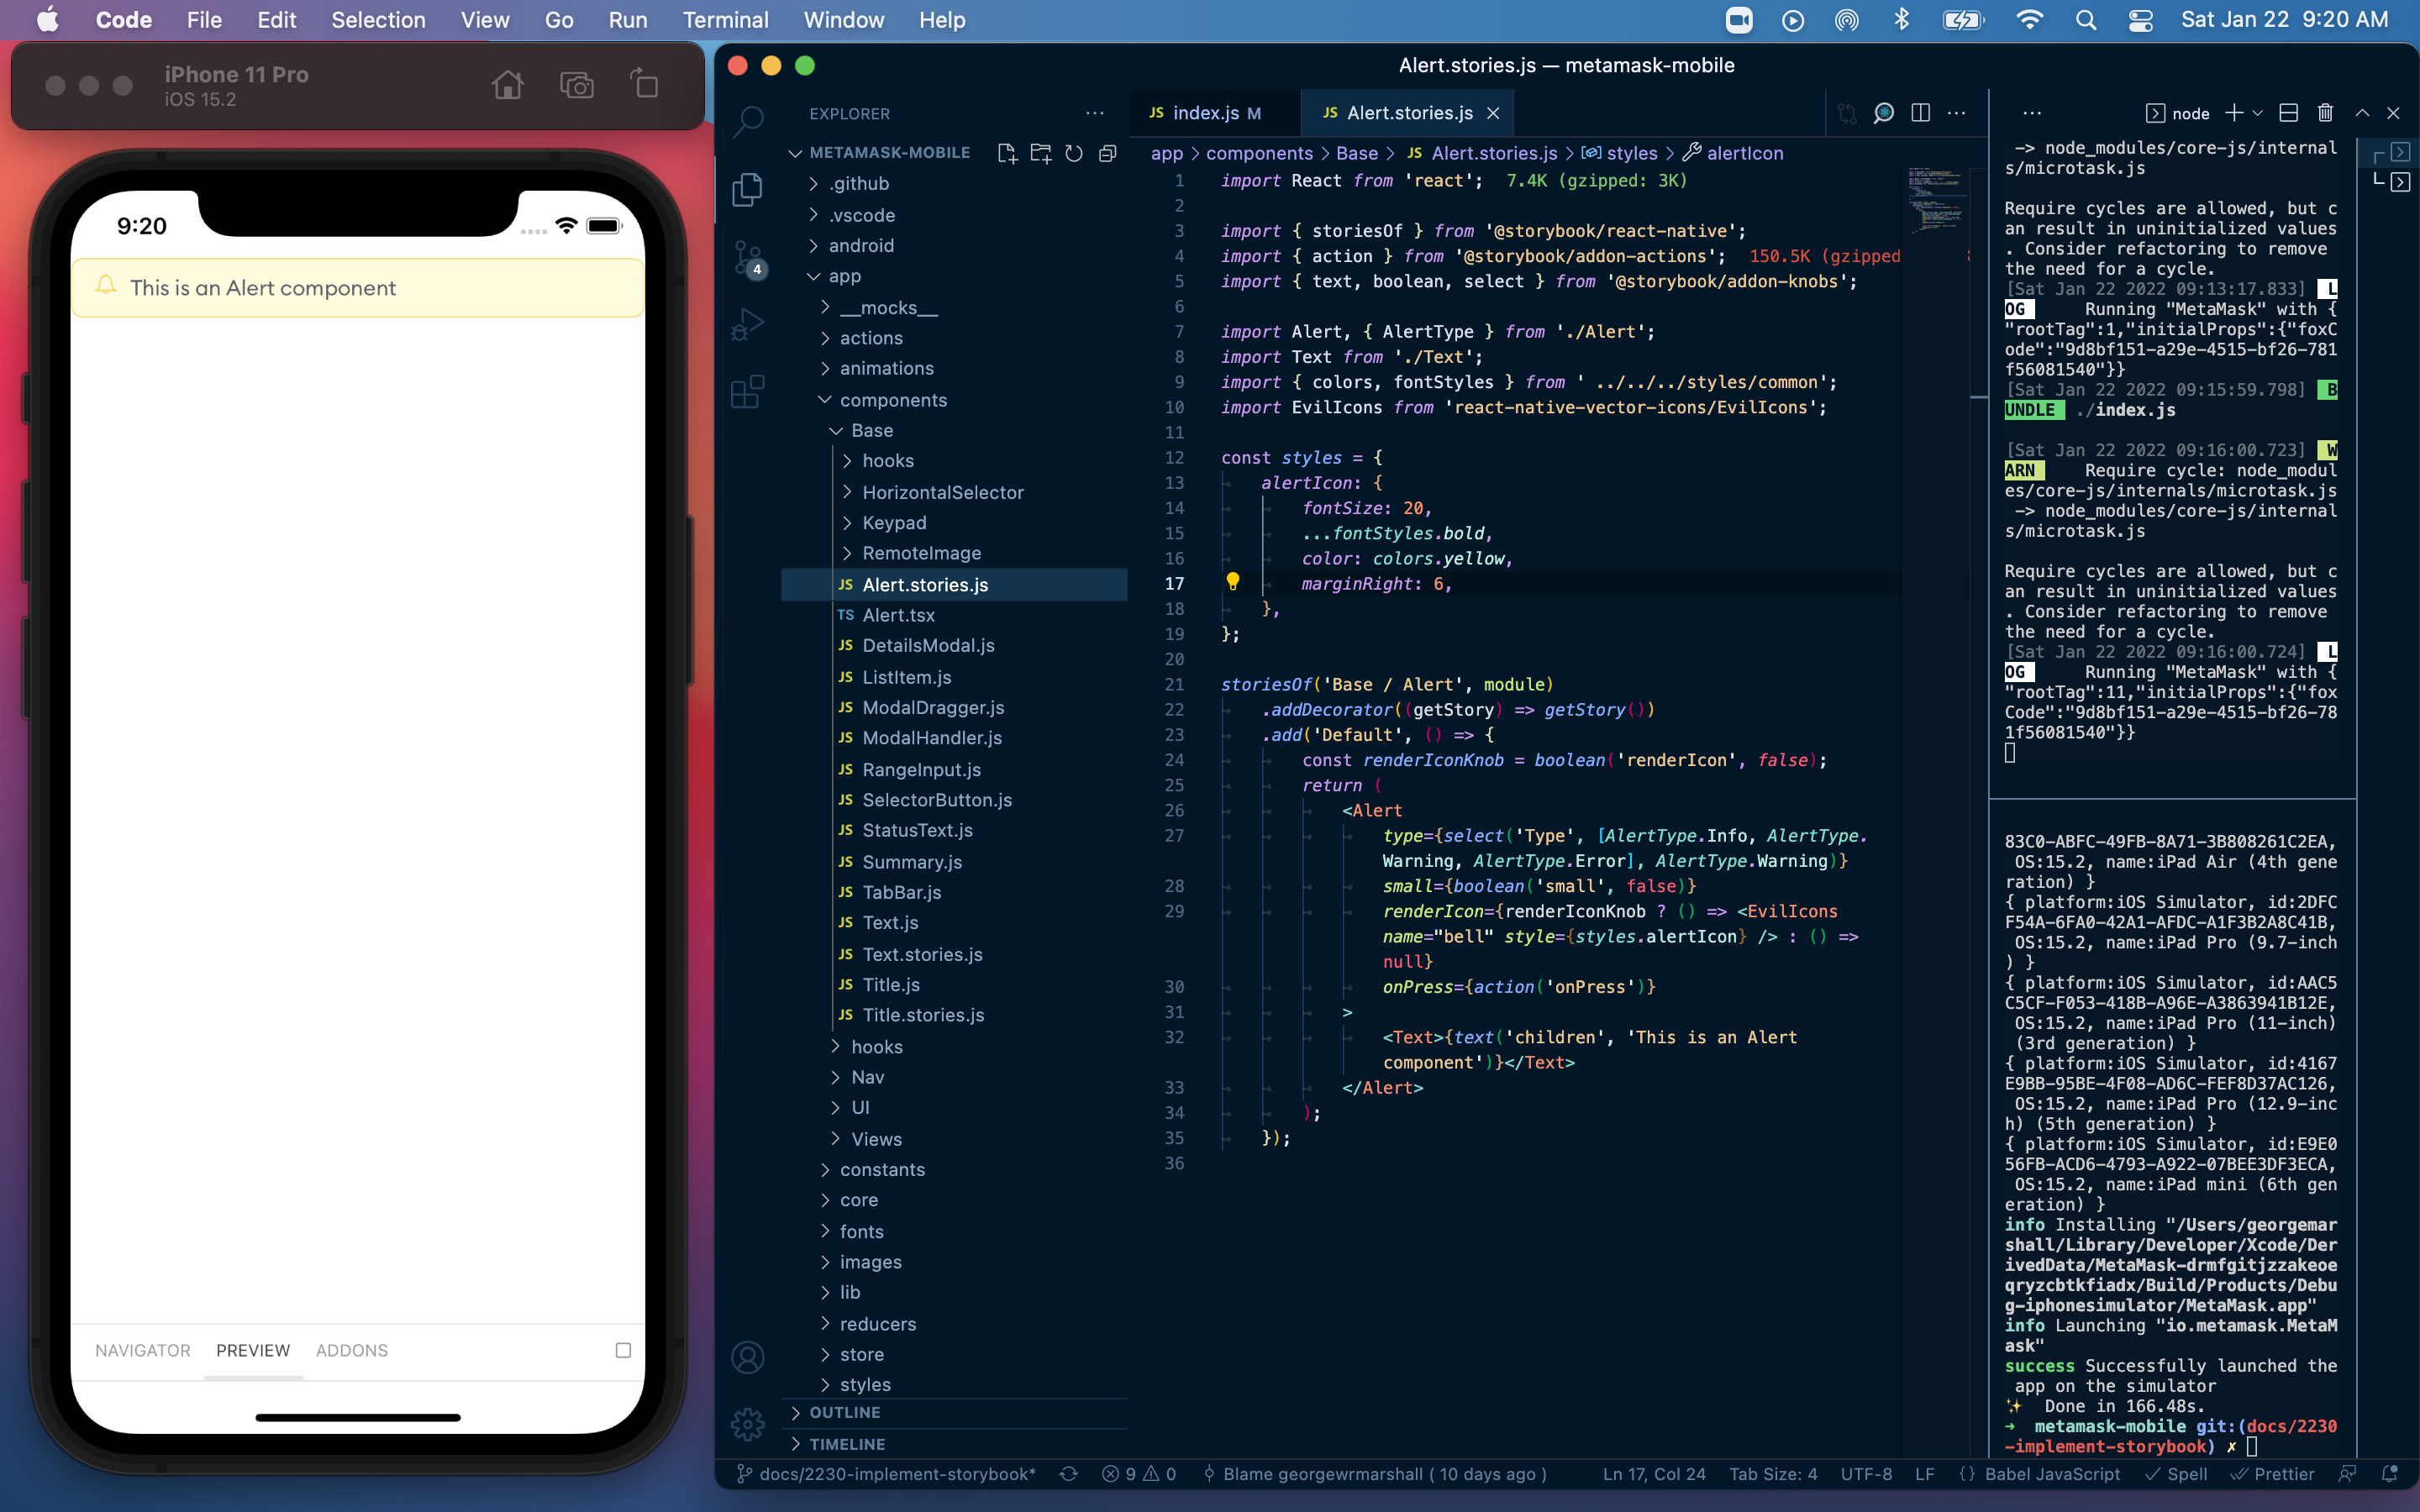 Code File Edit Selection View Go Run Terminal Window Help
Sat Jan 22 9:20 AM
iPhone 11 Pro
iOS 15.2
9:20
This is an Alert component
NAVIGATOR PREVIEW ADDONS
Alert.stories.js — metamask-mobile
4
EXPLORER
METAMASK-MOBILE
.github
.vscode
android
app
__mocks__
actions
animations
components
Base
hooks
HorizontalSelector
Keypad
RemoteImage
JS Alert.stories.js
TS Alert.tsx
JS DetailsModal.js
JS ListItem.js
JS ModalDragger.js
JS ModalHandler.js
JS RangeInput.js
JS SelectorButton.js
JS StatusText.js
JS Summary.js
JS TabBar.js
JS Text.js
JS Text.stories.js
JS Title.js
JS Title.stories.js
hooks
Nav
UI
Views
constants
core
fonts
images
lib
reducers
store
styles
OUTLINE
TIMELINE
JS index.js M
JS Alert.stories.js
app > components > Base > JS Alert.stories.js > styles > alertIcon
1 import React from 'react'; 7.4K (gzipped: 3K)
2
3 import { storiesOf } from '@storybook/react-native';
4 import { action } from '@storybook/addon-actions'; 150.5K (gzipped
5 import { text, boolean, select } from '@storybook/addon-knobs';
6
7 import Alert, { AlertType } from './Alert';
8 import Text from './Text';
9 import { colors, fontStyles } from ' ../../../styles/common';
10 import EvilIcons from 'react-native-vector-icons/EvilIcons';
11
12 const styles = {
13 alertIcon: {
14 fontSize: 20,
15 ...fontStyles.bold,
16 color: colors.yellow,
17 marginRight: 6,
18 },
19 };
20
21 storiesOf('Base / Alert', module)
22 .addDecorator((getStory) => getStory())
23 .add('Default', () => {
24 const renderIconKnob = boolean('renderIcon', false);
25 return (
26 <Alert
27 type={select('Type', [AlertType.Info, AlertType.
Warning, AlertType.Error], AlertType.Warning)}
28 small={boolean('small', false)}
29 renderIcon={renderIconKnob ? () => <EvilIcons
name="bell" style={styles.alertIcon} /> : () =>
null}
30 onPress={action('onPress')}
31 >
32 <Text>{text('children', 'This is an Alert
component')}</Text>
33 </Alert>
34 );
35 });
36
node
-> node_modules/core-js/internal
s/microtask.js
Require cycles are allowed, but c
an result in uninitialized values
. Consider refactoring to remove
the need for a cycle.
[Sat Jan 22 2022 09:13:17.833] L
OG Running "MetaMask" with {
"rootTag":1,"initialProps":{"foxC
ode":"9d8bf151-a29e-4515-bf26-781
f56081540"}}
[Sat Jan 22 2022 09:15:59.798] B
UNDLE ./index.js
[Sat Jan 22 2022 09:16:00.723] W
ARN Require cycle: node_modul
es/core-js/internals/microtask.js
-> node_modules/core-js/internal
s/microtask.js
Require cycles are allowed, but c
an result in uninitialized values
. Consider refactoring to remove
the need for a cycle.
[Sat Jan 22 2022 09:16:00.724] L
OG Running "MetaMask" with {
"rootTag":11,"initialProps":{"fox
Code":"9d8bf151-a29e-4515-bf26-78
1f56081540"}}
83C0-ABFC-49FB-8A71-3B808261C2EA,
OS:15.2, name:iPad Air (4th gene
ration) }
{ platform:iOS Simulator, id:2DFC
F54A-6FA0-42A1-AFDC-A1F3B2A8C41B,
OS:15.2, name:iPad Pro (9.7-inch
) }
{ platform:iOS Simulator, id:AAC5
C5CF-F053-418B-A96E-A3863941B12E,
OS:15.2, name:iPad Pro (11-inch)
(3rd generation) }
{ platform:iOS Simulator, id:4167
E9BB-95BE-4F08-AD6C-FEF8D37AC126,
OS:15.2, name:iPad Pro (12.9-inc
h) (5th generation) }
{ platform:iOS Simulator, id:E9E0
56FB-ACD6-4793-A922-07BEE3DF3ECA,
OS:15.2, name:iPad mini (6th gen
eration) }
info Installing "/Users/georgemar
shall/Library/Developer/Xcode/Der
ivedData/MetaMask-drmfgitjzzakeoe
qryzcbtkfiadx/Build/Products/Debu
g-iphonesimulator/MetaMask.app"
info Launching "io.metamask.MetaM
ask"
success Successfully launched the
app on the simulator
✨ Done in 166.48s.
→ metamask-mobile git:(docs/2230
-implement-storybook) ✗
docs/2230-implement-storybook* 9 0 Blame georgewrmarshall ( 10 days ago ) Ln 17, Col 24 Tab Size: 4 UTF-8 LF {} Babel JavaScript ✓ Spell Prettier